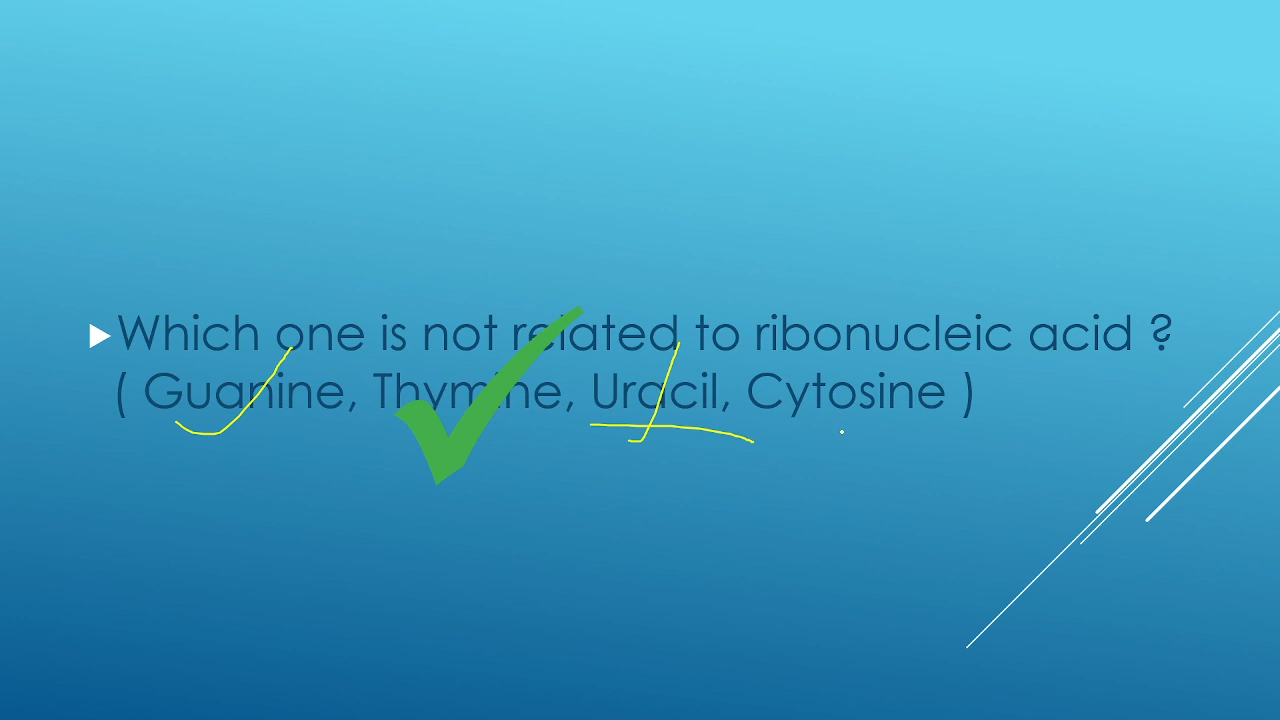 Which one is not related to ribonucleic acid ?
( Guanine, Thymine, Uracil, Cytosine )